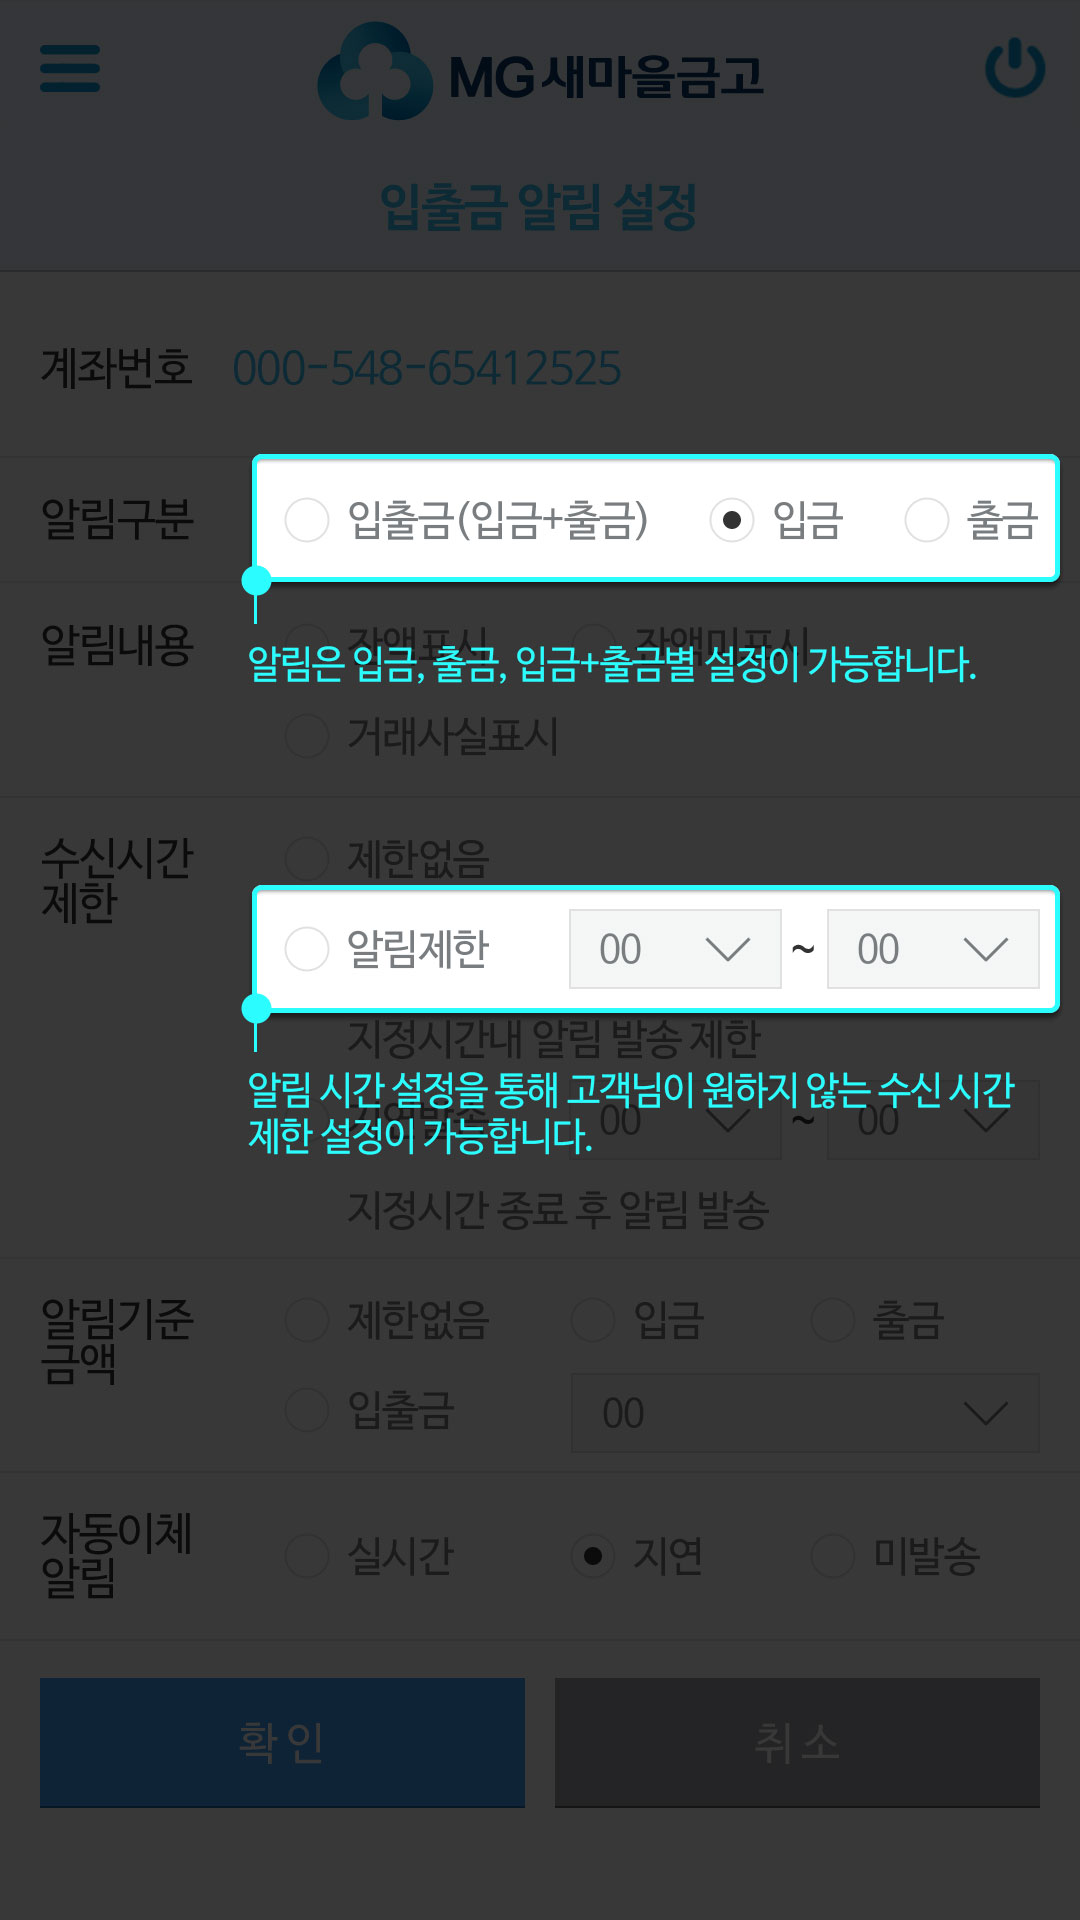 MG새마을금고
입출금 알림 설정
계좌번호 000-548-65412525
알림구분 입출금(입금+출금) 입금 출금
알림내용 잔액표시 잔액미표시
알림은 입금, 출금, 입금+출금별 설정이 가능합니다.
거래사실표시
수신시간 제한없음
제한
알림제한 00 ~ 00
지정시간내 알림 발송 제한
알림 시간 설정을 통해 고객님이 원하지 않는 수신 시간
지연발송 00 ~ 00
제한 설정이 가능합니다.
지정시간 종료 후 알림 발송
알림기준 제한없음 입금 출금
금액
입출금 00
자동이체 실시간 지연 미발송
알림
확인 취소